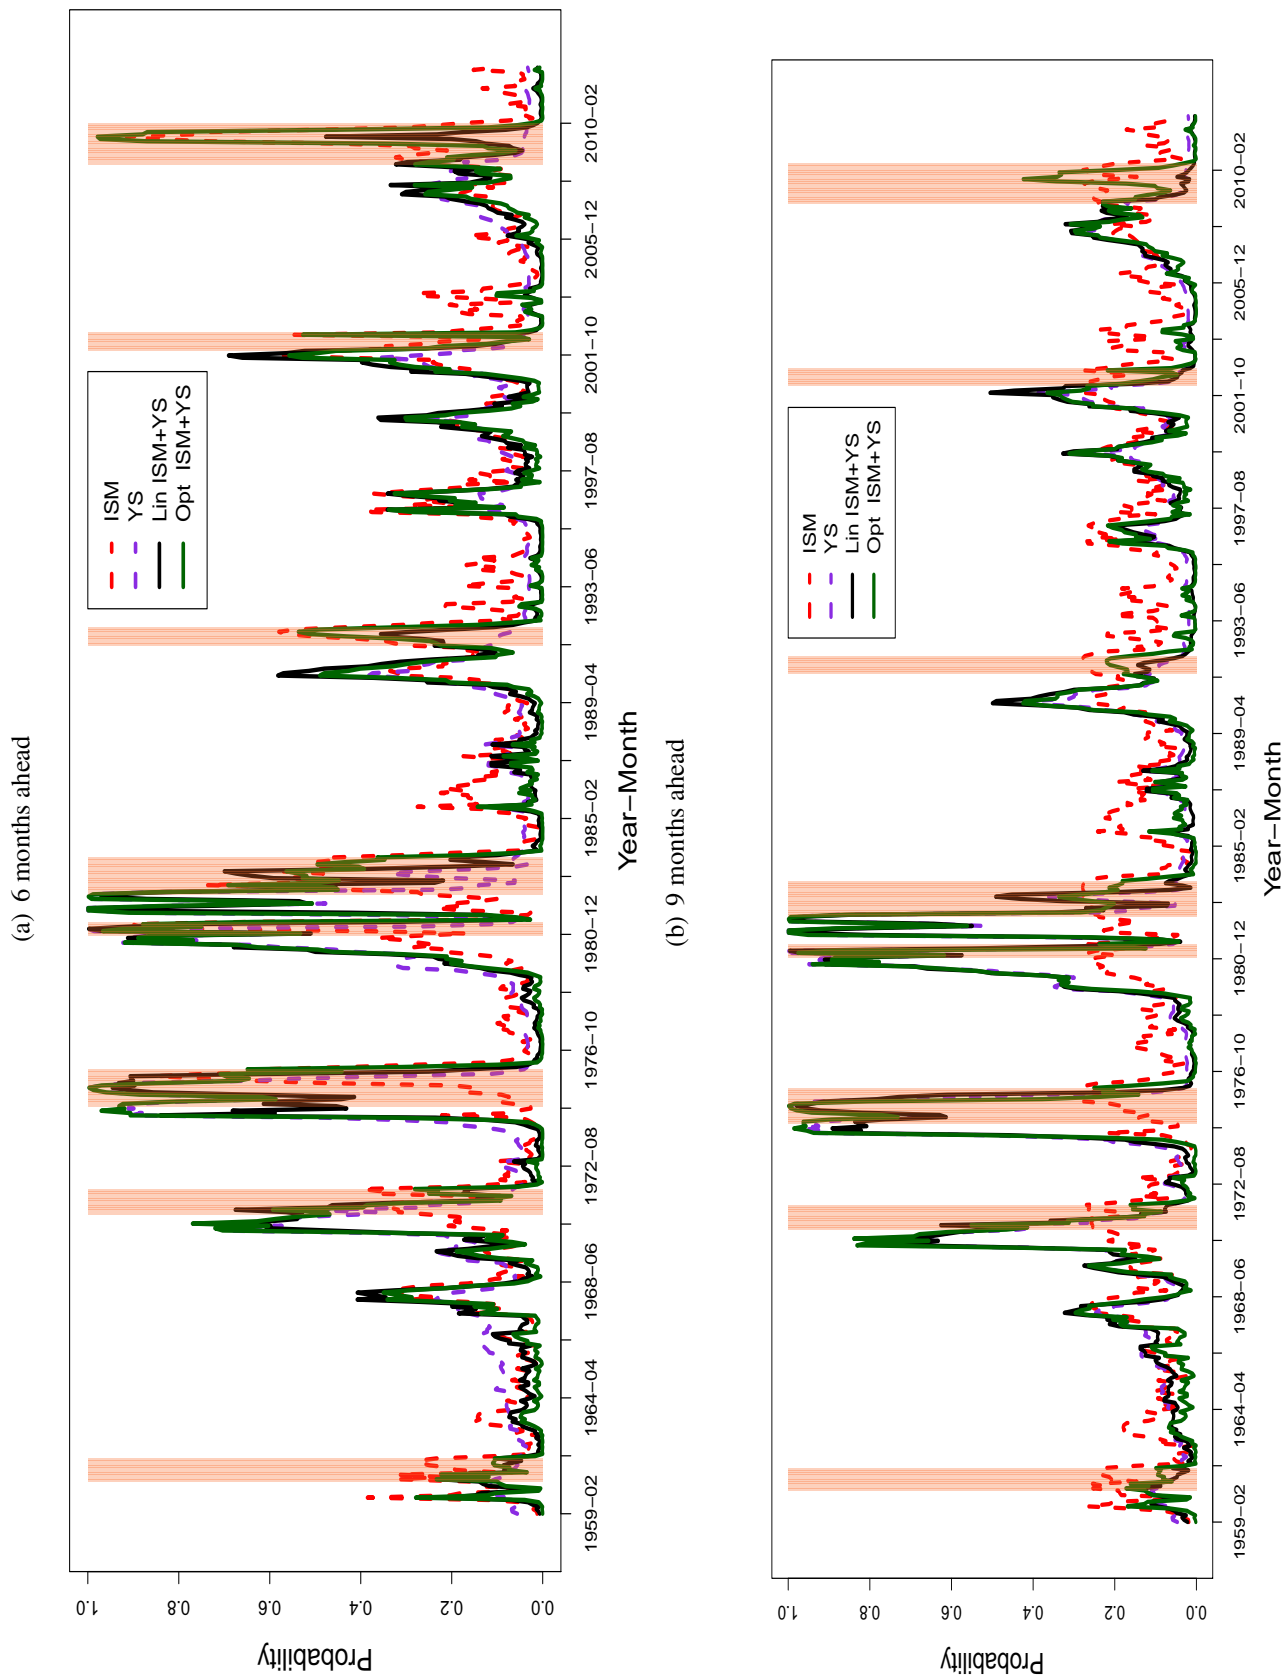 (a) 6 months ahead
Probability
1.0
0.8
0.6
0.4
0.2
0.0
ISM
YS
Lin ISM+YS
Opt ISM+YS
1959−02
1964−04
1968−06
1972−08
1976−10
1980−12
1985−02
1989−04
1993−06
1997−08
2001−10
2005−12
2010−02
Year−Month
(b) 9 months ahead
Probability
1.0
0.8
0.6
0.4
0.2
0.0
ISM
YS
Lin ISM+YS
Opt ISM+YS
1959−02
1964−04
1968−06
1972−08
1976−10
1980−12
1985−02
1989−04
1993−06
1997−08
2001−10
2005−12
2010−02
Year−Month